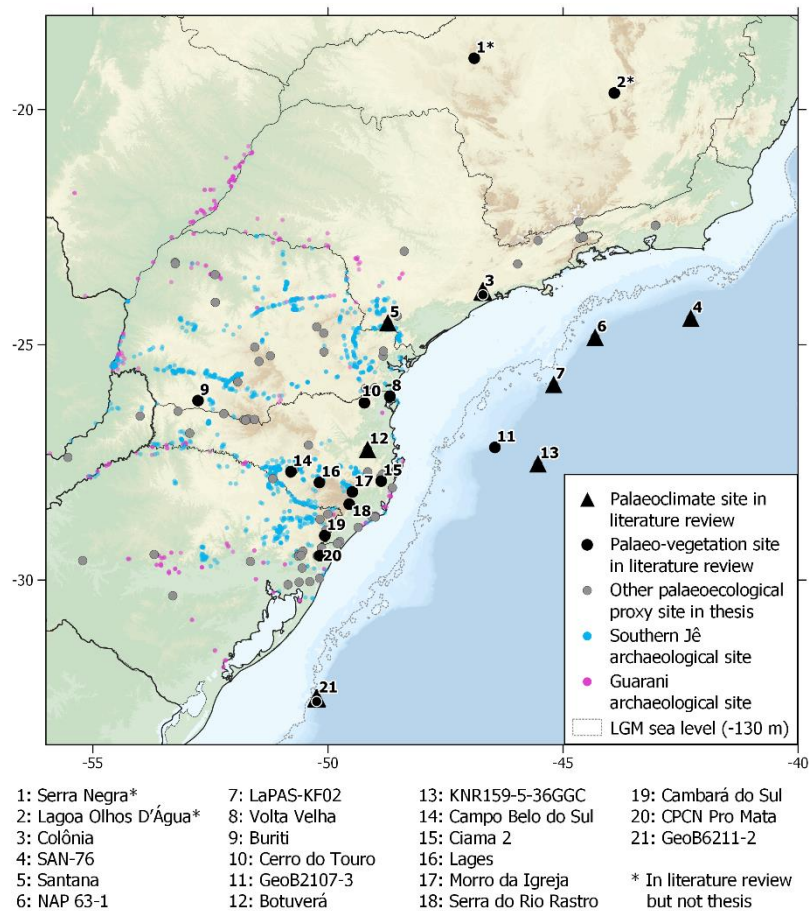 1*
2*
-20
3
4
5
6
-25
7
8
9
10
11
12
13
14
15
16
17
18
19
20
-30
21
Palaeoclimate site in
literature review
Palaeo-vegetation site
in literature review
Other palaeoecological
proxy site in thesis
Southern Jê
archaeological site
Guarani
archaeological site
LGM sea level (-130 m)
-55
-50
-45
-40
1: Serra Negra*
2: Lagoa Olhos D'Água*
3: Colônia
4: SAN-76
5: Santana
6: NAP 63-1
7: LaPAS-KF02
8: Volta Velha
9: Buriti
10: Cerro do Touro
11: GeoB2107-3
12: Botuverá
13: KNR159-5-36GGC
14: Campo Belo do Sul
15: Ciama 2
16: Lages
17: Morro da Igreja
18: Serra do Rio Rastro
19: Cambará do Sul
20: CPCN Pro Mata
21: GeoB6211-2
* In literature review
but not thesis